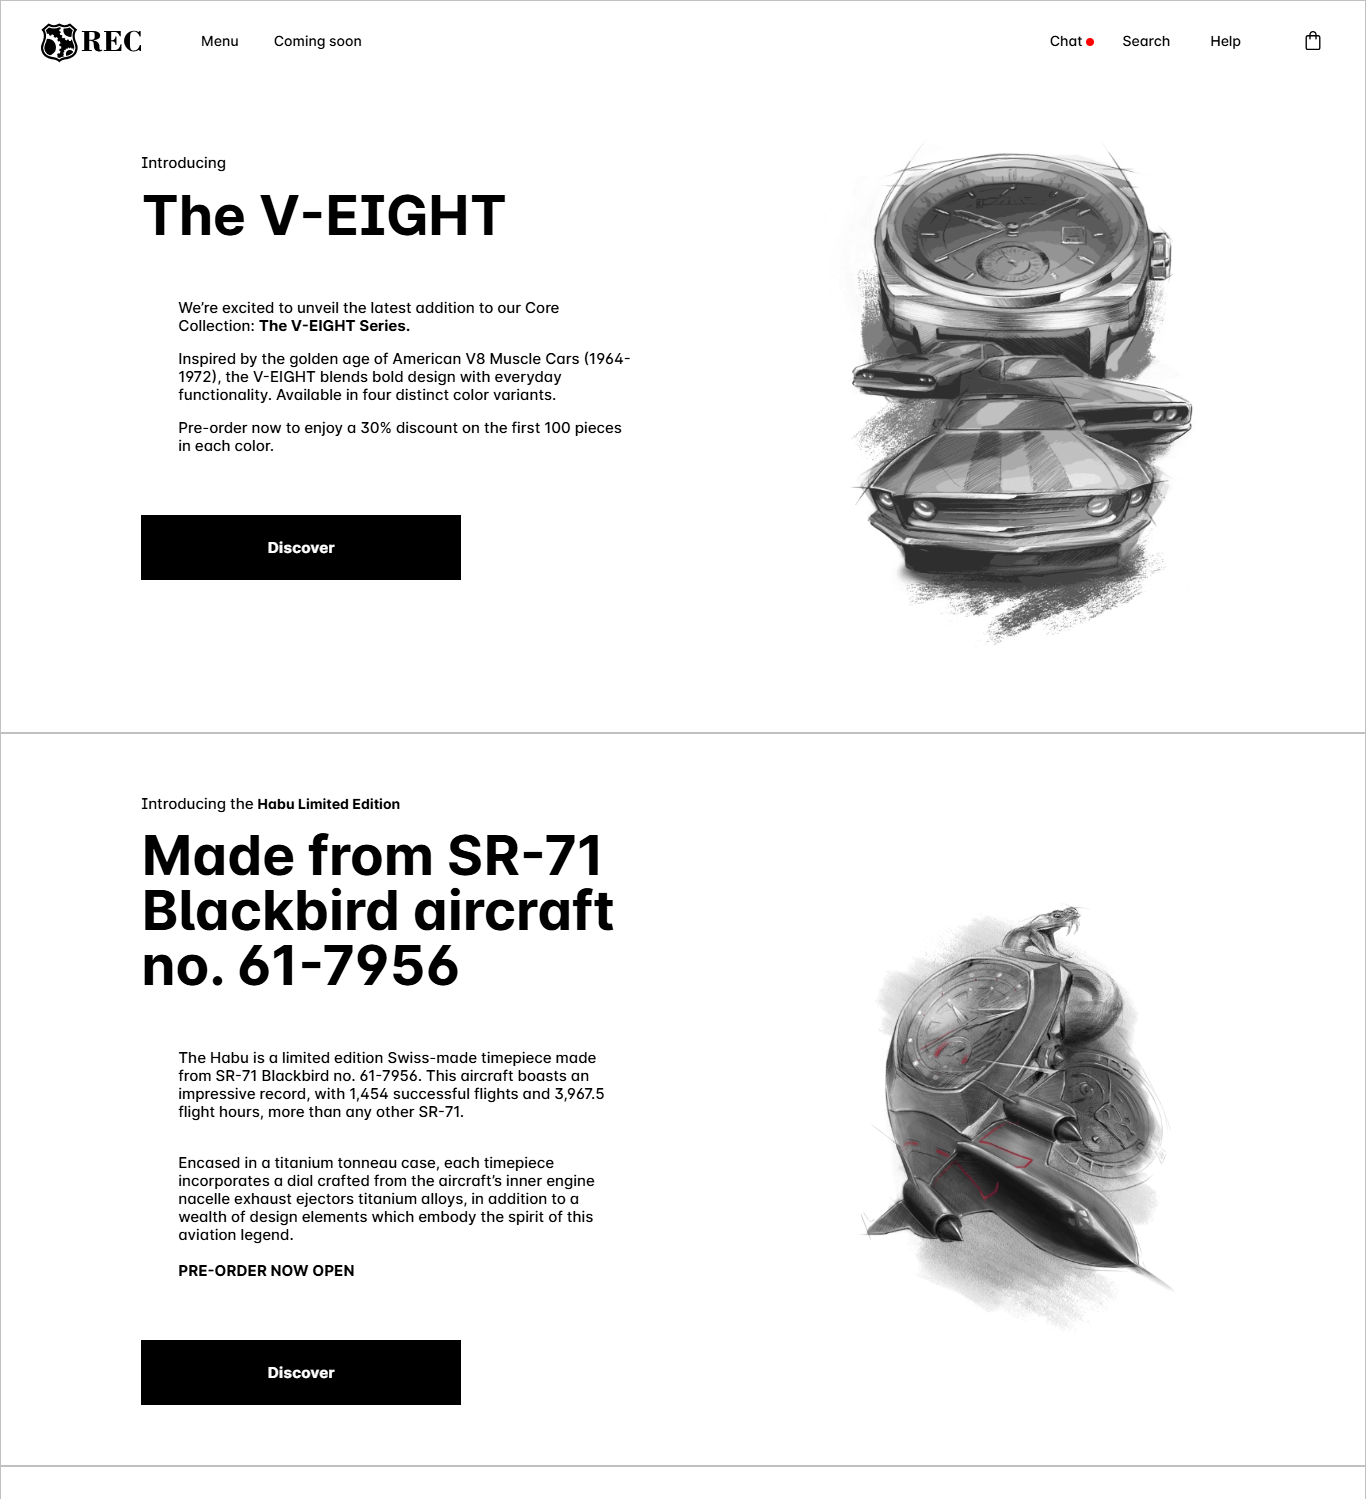 REC
Menu
Coming soon
Chat
Search
Help
Introducing
The V-EIGHT
We’re excited to unveil the latest addition to our Core
Collection: The V-EIGHT Series.
Inspired by the golden age of American V8 Muscle Cars (1964-
1972), the V-EIGHT blends bold design with everyday
functionality. Available in four distinct color variants.
Pre-order now to enjoy a 30% discount on the first 100 pieces
in each color.
Discover
Introducing the Habu Limited Edition
Made from SR-71
Blackbird aircraft
no. 61-7956
The Habu is a limited edition Swiss-made timepiece made
from SR-71 Blackbird no. 61-7956. This aircraft boasts an
impressive record, with 1,454 successful flights and 3,967.5
flight hours, more than any other SR-71.
Encased in a titanium tonneau case, each timepiece
incorporates a dial crafted from the aircraft’s inner engine
nacelle exhaust ejectors titanium alloys, in addition to a
wealth of design elements which embody the spirit of this
aviation legend.
PRE-ORDER NOW OPEN
Discover